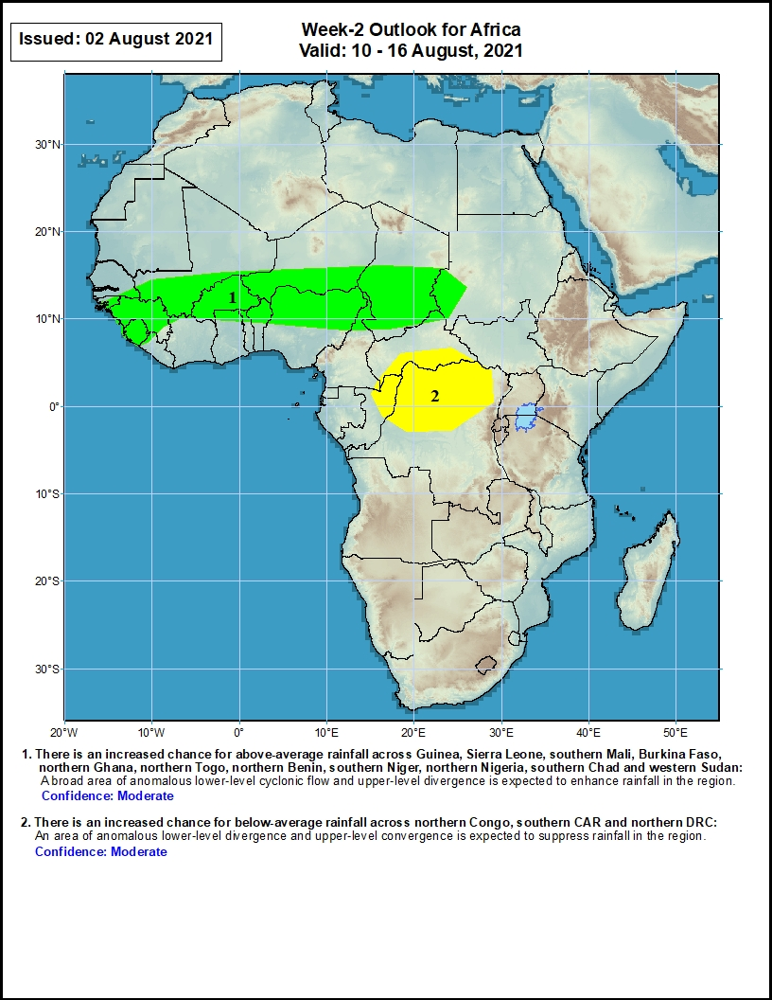 Issued: 02 August 2021
Week-2 Outlook for Africa
Valid: 10 - 16 August, 2021
30°N
20°N
10°N
0°
10°S
20°S
30°S
1
2
20°W 10°W 0° 10°E 20°E 30°E 40°E 50°E
1. There is an increased chance for above-average rainfall across Guinea, Sierra Leone, southern Mali, Burkina Faso,
northern Ghana, northern Togo, northern Benin, southern Niger, northern Nigeria, southern Chad and western Sudan:
A broad area of anomalous lower-level cyclonic flow and upper-level divergence is expected to enhance rainfall in the region.
Confidence: Moderate
2. There is an increased chance for below-average rainfall across northern Congo, southern CAR and northern DRC:
An area of anomalous lower-level divergence and upper-level convergence is expected to suppress rainfall in the region.
Confidence: Moderate